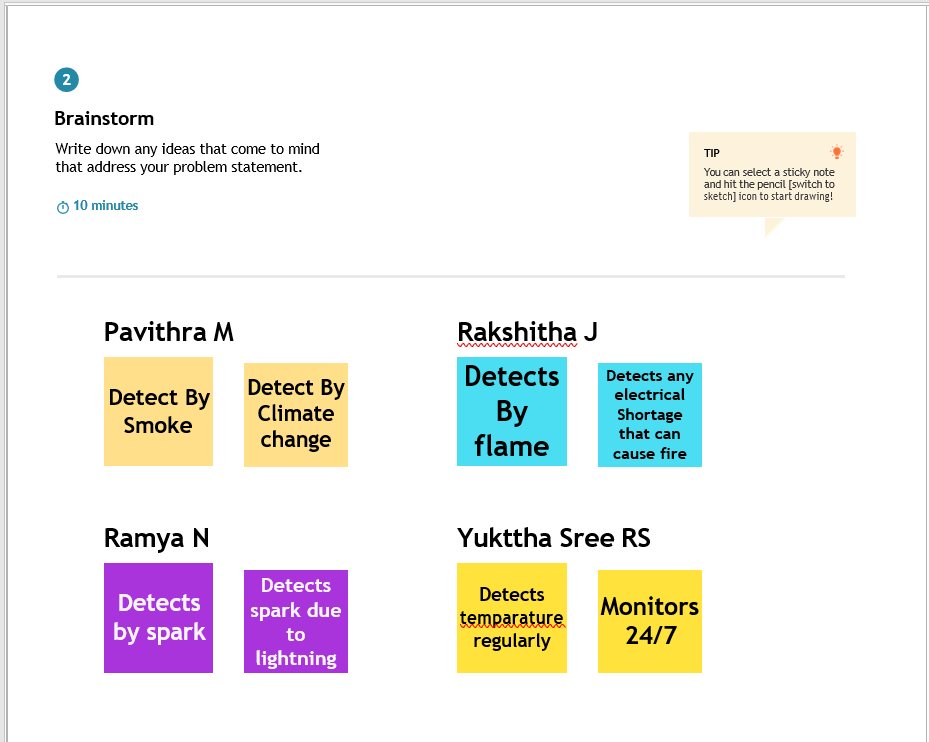 2
Brainstorm
Write down any ideas that come to mind
that address your problem statement.
10 minutes
TIP
You can select a sticky note
and hit the pencil [switch to
sketch] icon to start drawing!
Pavithra M
Detect By
Smoke
Detect By
Climate
change
Rakshitha J
Detects
By
flame
Detects any
electrical
Shortage
that can
cause fire
Ramya N
Detects
by spark
Detects
spark due
to
lightning
Yukttha Sree RS
Detects
temparature
regularly
Monitors
24/7